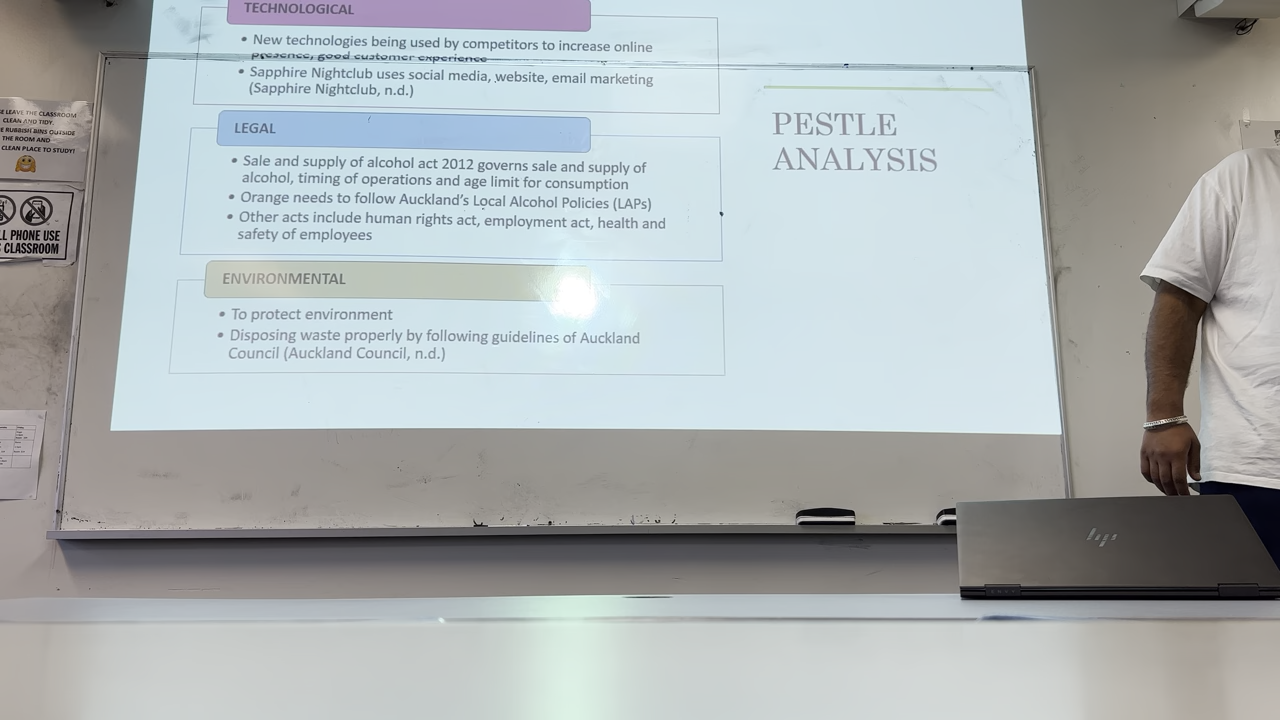 TECHNOLOGICAL
• New technologies being used by competitors to increase online
presence, good customer experience
• Sapphire Nightclub uses social media, website, email marketing
(Sapphire Nightclub, n.d.)
LEGAL
• Sale and supply of alcohol act 2012 governs sale and supply of
alcohol, timing of operations and age limit for consumption
• Orange needs to follow Auckland's Local Alcohol Policies (LAPs)
• Other acts include human rights act, employment act, health and
safety of employees
ENVIRONMENTAL
• To protect environment
• Disposing waste properly by following guidelines of Auckland
Council (Auckland Council, n.d.)
PESTLE
ANALYSIS
LEAVE THE CLASSROOM
CLEAN AND TIDY.
RUBBISH BINS OUTSIDE
THE ROOM AND
CLEAN PLACE TO STUDY!
PHONE USE
CLASSROOM
hp